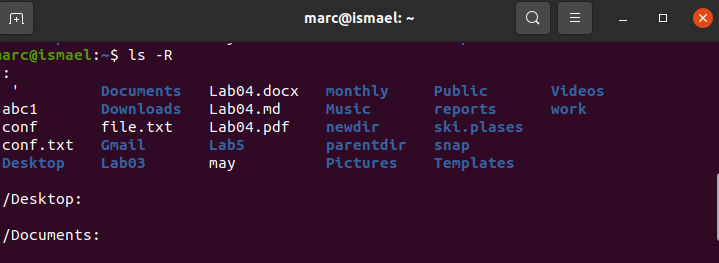 marc@ismael: ~
marc@ismael:~$ ls -R
:
' Documents Lab04.docx monthly Public Videos
abc1 Downloads Lab04.md Music reports work
conf file.txt Lab04.pdf newdir ski.plases
conf.txt Gmail Lab5 parentdir snap
Desktop Lab03 may Pictures Templates
/Desktop:
/Documents: